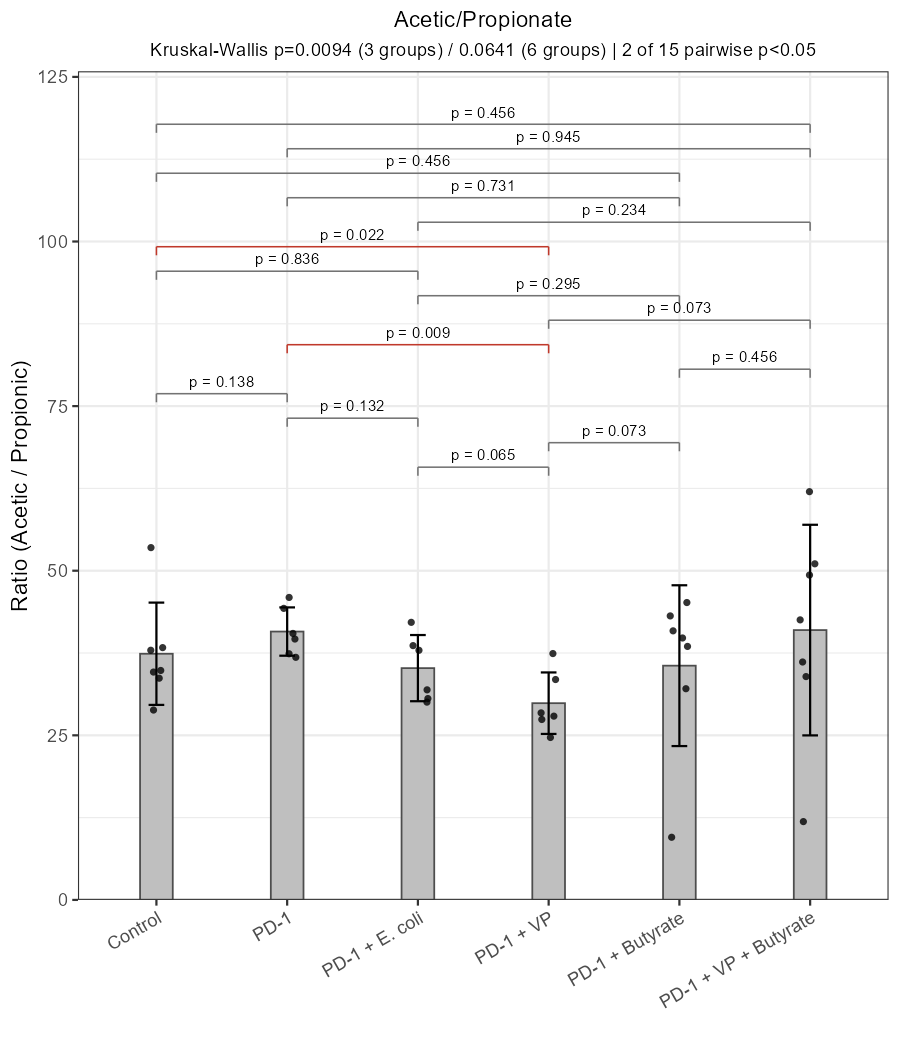 Acetic/Propionate
Kruskal-Wallis p=0.0094 (3 groups) / 0.0641 (6 groups) | 2 of 15 pairwise p<0.05
Ratio (Acetic / Propionic)
125
100
75
50
25
0
p = 0.456
p = 0.945
p = 0.456
p = 0.731
p = 0.234
p = 0.022
p = 0.836
p = 0.295
p = 0.073
p = 0.009
p = 0.456
p = 0.138
p = 0.132
p = 0.073
p = 0.065
Control
PD-1
PD-1 + E. coli
PD-1 + VP
PD-1 + Butyrate
PD-1 + VP + Butyrate